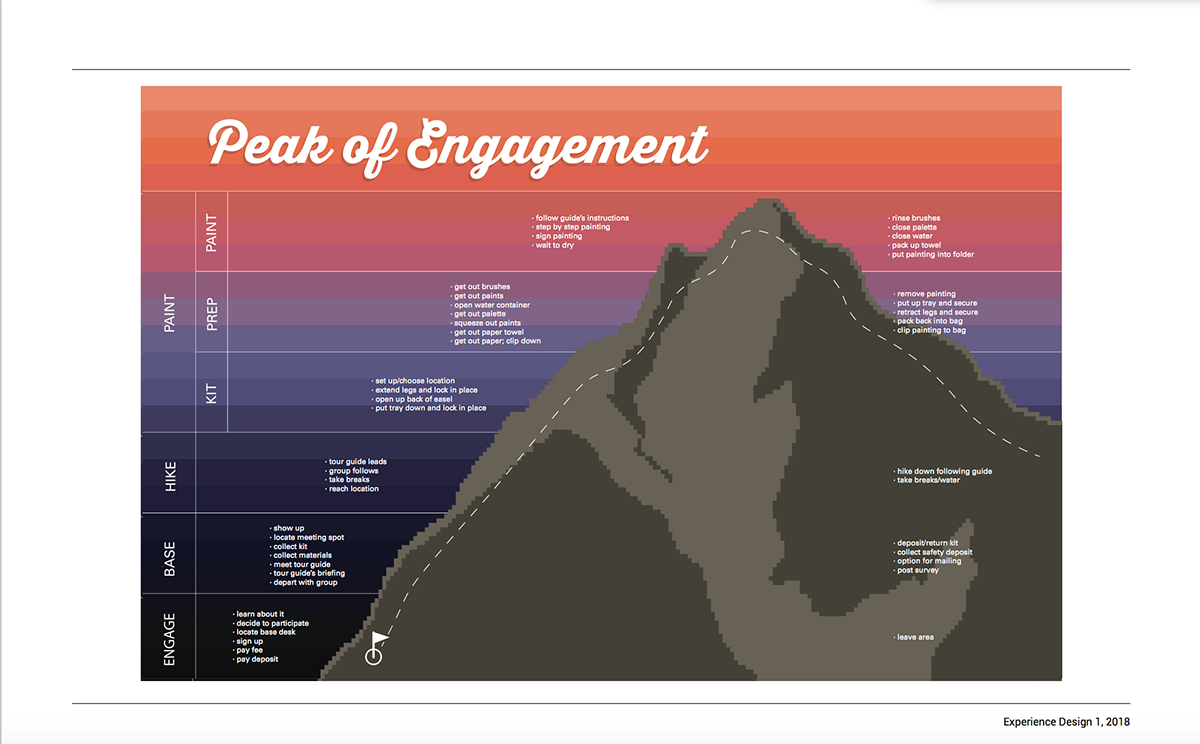 Peak of Engagement
PAINT
· follow guide's instructions
· step by step painting
· sign painting
· wait to dry
· rinse brushes
· close palette
· close water
· pack up towel
· put painting into folder
PAINT
PREP
· get out brushes
· get out paints
· open water container
· get out palette
· squeeze out paints
· get out paper towel
· get out paper; clip down
· remove painting
· put up tray and secure
· retract legs and secure
· pack back into bag
· clip painting to bag
KIT
· set up/choose location
· extend legs and lock in place
· open up back of easel
· put tray down and lock in place
HIKE
· tour guide leads
· group follows
· take breaks
· reach location
· hike down following guide
· take breaks/water
BASE
· show up
· locate meeting spot
· collect kit
· collect materials
· meet tour guide
· tour guide's briefing
· depart with group
· deposit/return kit
· collect safety deposit
· option for mailing
· post survey
ENGAGE
· learn about it
· decide to participate
· locate base desk
· sign up
· pay fee
· pay deposit
· leave area
Experience Design 1, 2018